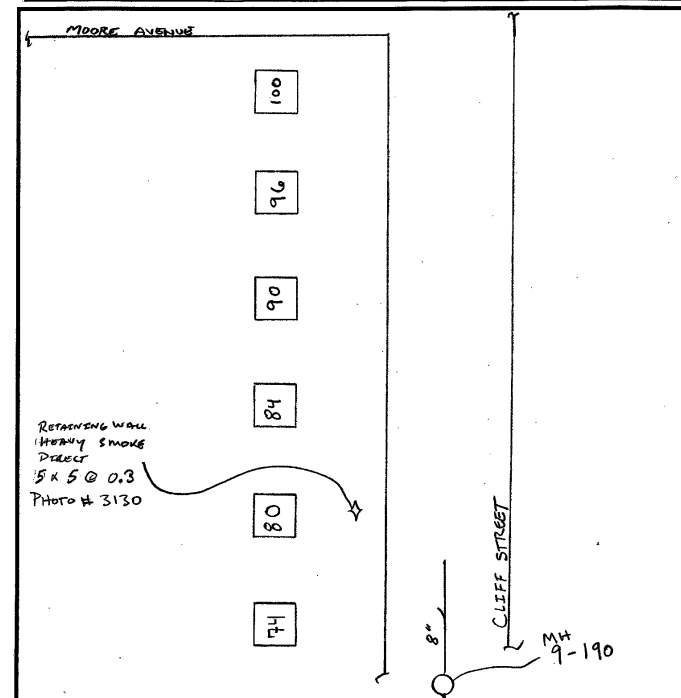 MOORE AVENUE
100
96
90
84
RETAINING WALL
HEAVY SMOKE
DIRECT
5 x 5 @ 0.3
PHOTO # 3130
80
74
8"
CLIFF STREET
MH
9-190